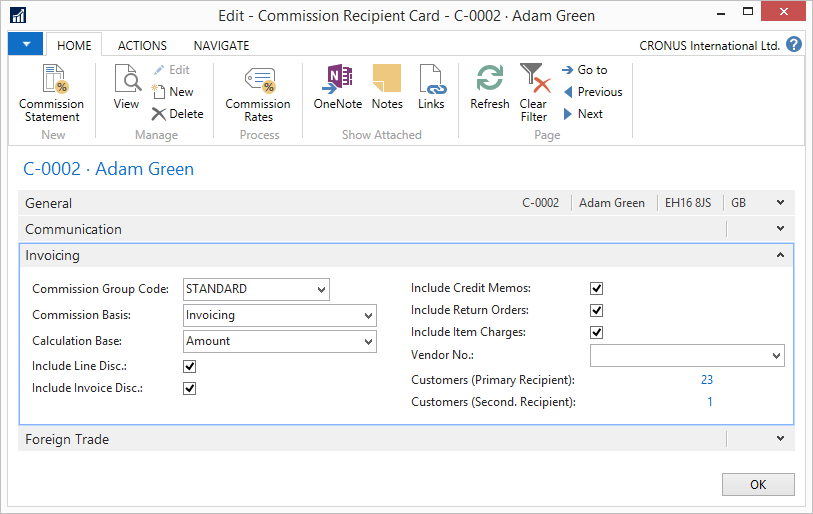 Edit - Commission Recipient Card - C-0002 · Adam Green
HOME ACTIONS NAVIGATE CRONUS International Ltd. ?
Commission Statement
New
View
Edit
New
Delete
Manage
Commission Rates
Process
OneNote
Notes
Links
Show Attached
Refresh
Clear Filter
Go to
Previous
Next
Page
C-0002 · Adam Green
General C-0002 Adam Green EH16 8JS GB
Communication
Invoicing
Commission Group Code: STANDARD
Commission Basis: Invoicing
Calculation Base: Amount
Include Line Disc.:
Include Invoice Disc.:
Include Credit Memos:
Include Return Orders:
Include Item Charges:
Vendor No.:
Customers (Primary Recipient): 23
Customers (Second. Recipient): 1
Foreign Trade
OK